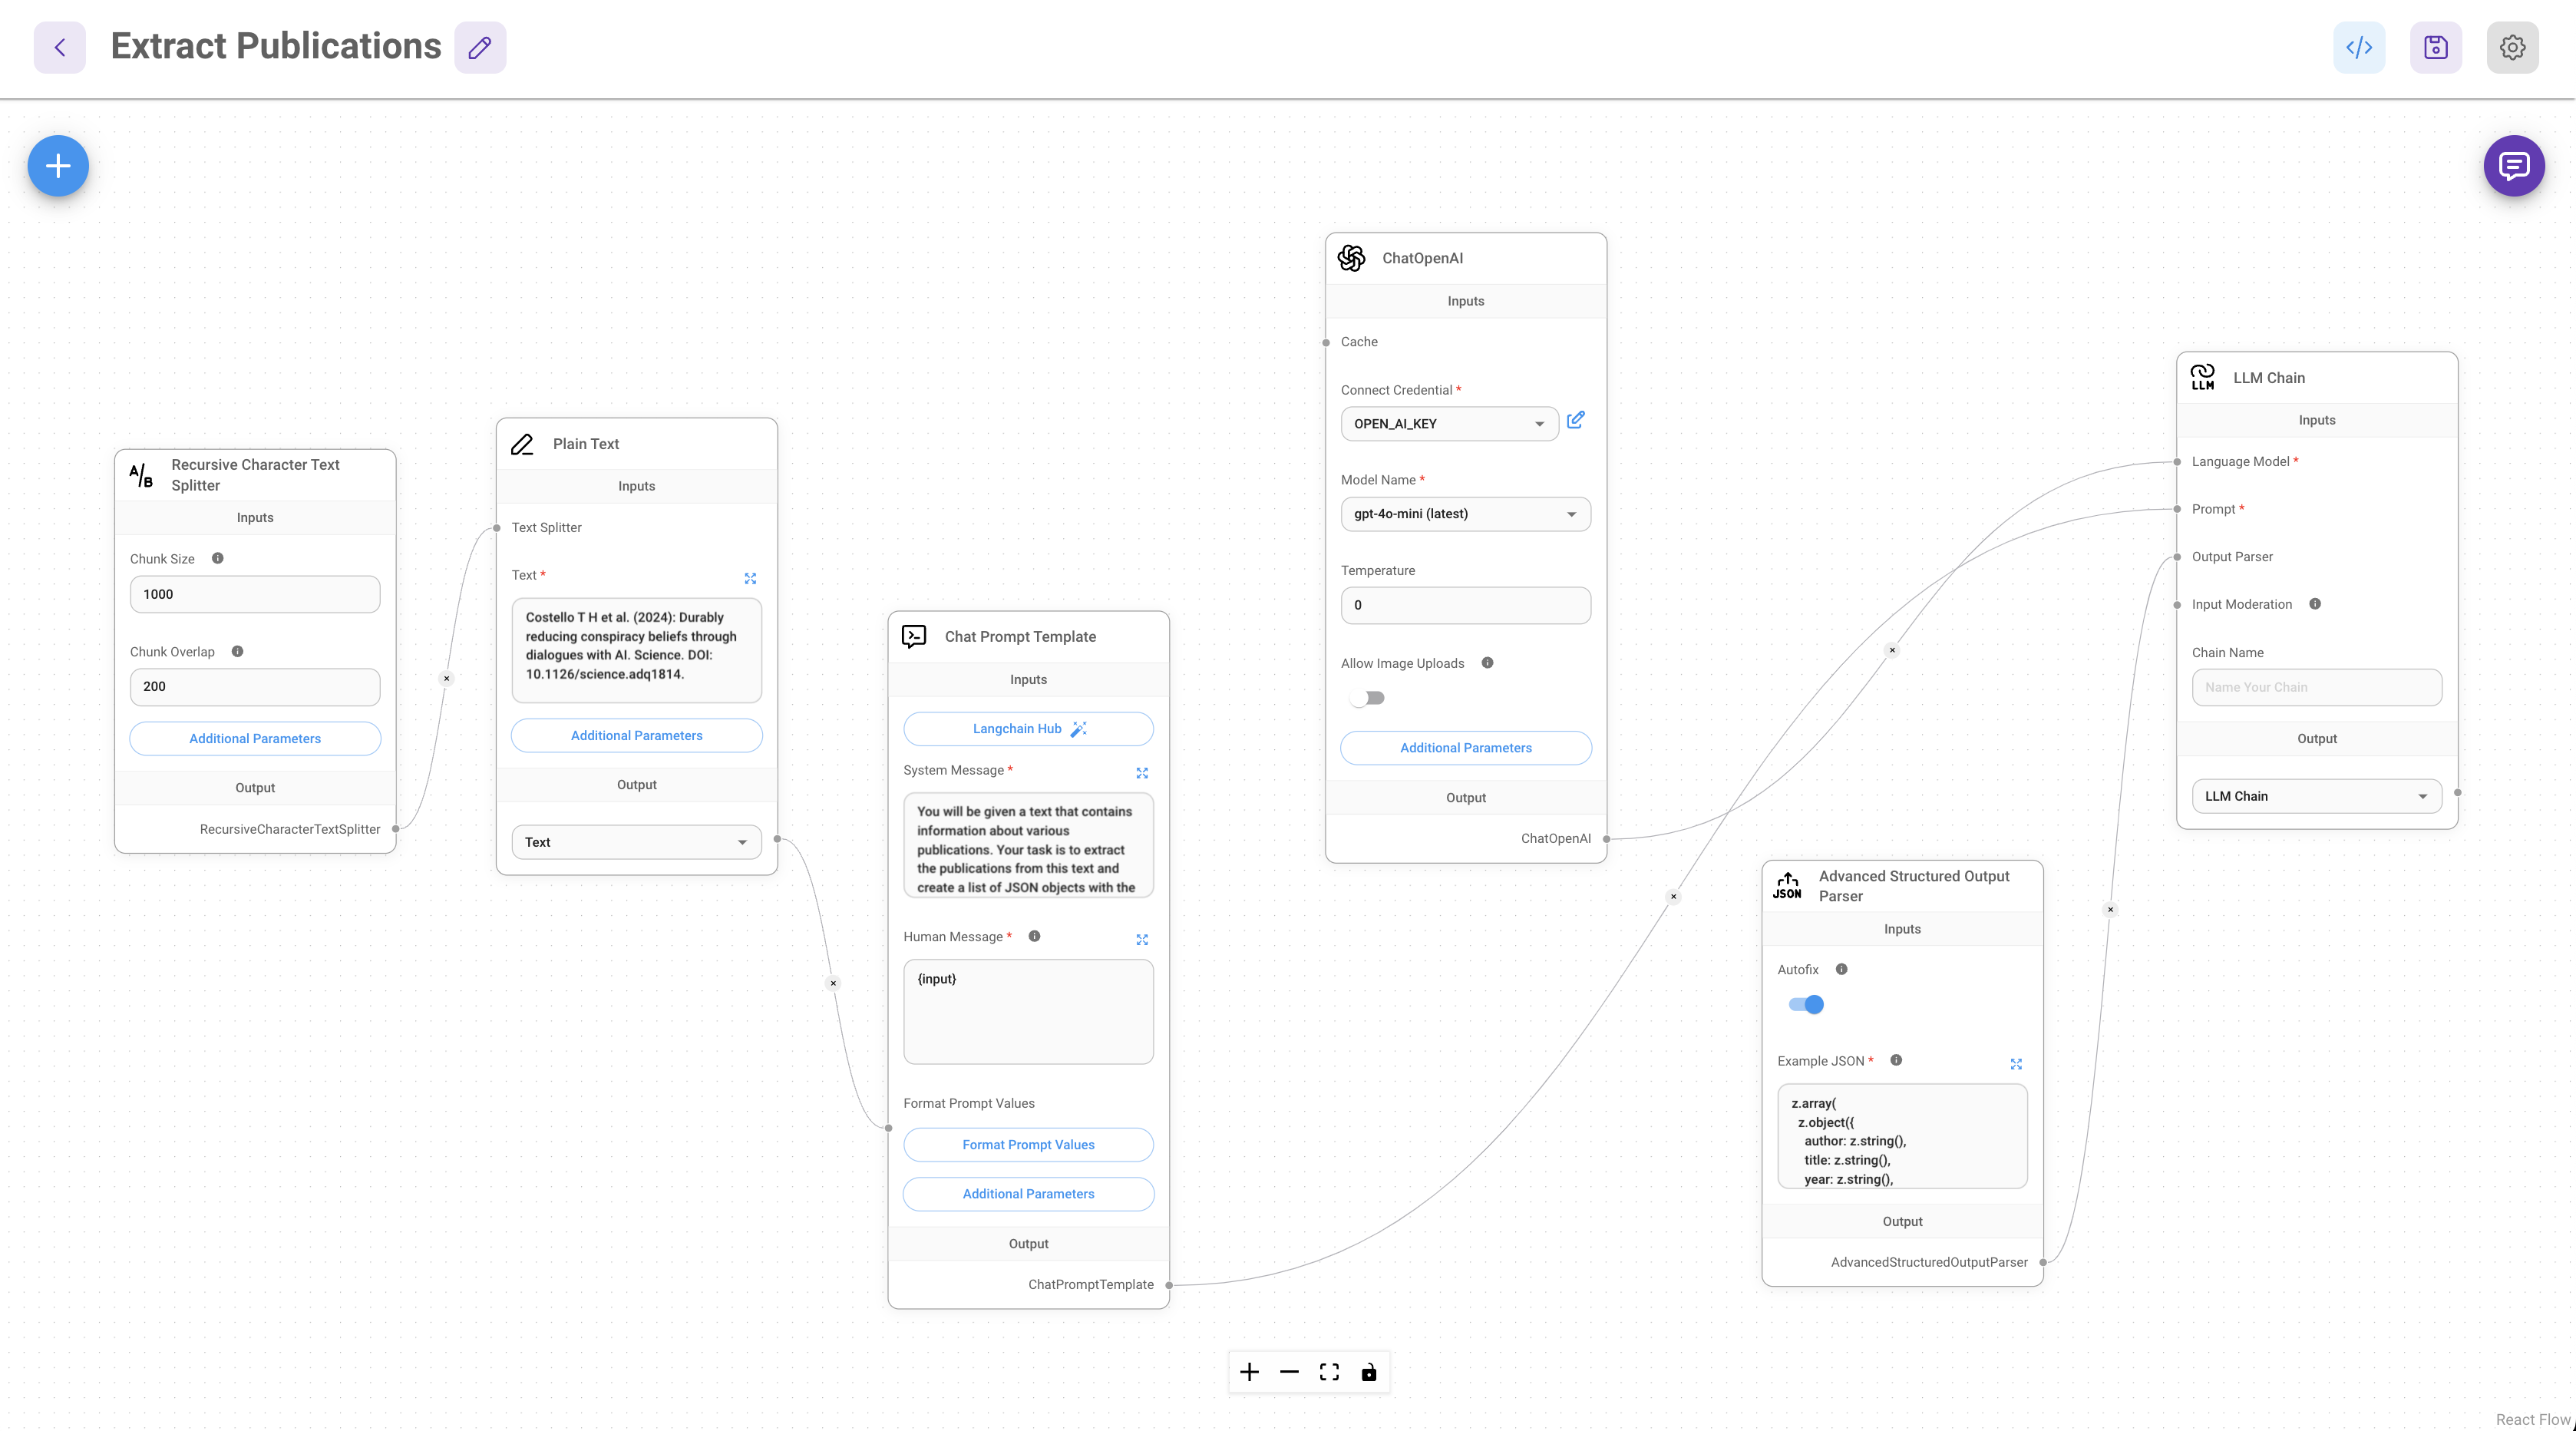 Extract Publications
Recursive Character Text
Splitter
Inputs
Chunk Size
1000
Chunk Overlap
200
Additional Parameters
Output
RecursiveCharacterTextSplitter
Plain Text
Inputs
Text Splitter
Text *
Costello T H et al. (2024): Durably
reducing conspiracy beliefs through
dialogues with AI. Science. DOI:
10.1126/science.adq1814.
Additional Parameters
Output
Text
Chat Prompt Template
Inputs
Langchain Hub
System Message *
You will be given a text that contains
information about various
publications. Your task is to extract
the publications from this text and
create a list of JSON objects with the
Human Message *
{input}
Format Prompt Values
Format Prompt Values
Additional Parameters
Output
ChatPromptTemplate
ChatOpenAI
Inputs
Cache
Connect Credential *
OPEN_AI_KEY
Model Name *
gpt-4o-mini (latest)
Temperature
0
Allow Image Uploads
Additional Parameters
Output
ChatOpenAI
JSON
Advanced Structured Output
Parser
Inputs
Autofix
Example JSON *
z.array(
z.object({
author: z.string(),
title: z.string(),
year: z.string(),
Output
AdvancedStructuredOutputParser
LLM
LLM Chain
Inputs
Language Model *
Prompt *
Output Parser
Input Moderation
Chain Name
Name Your Chain
Output
LLM Chain
React Flow